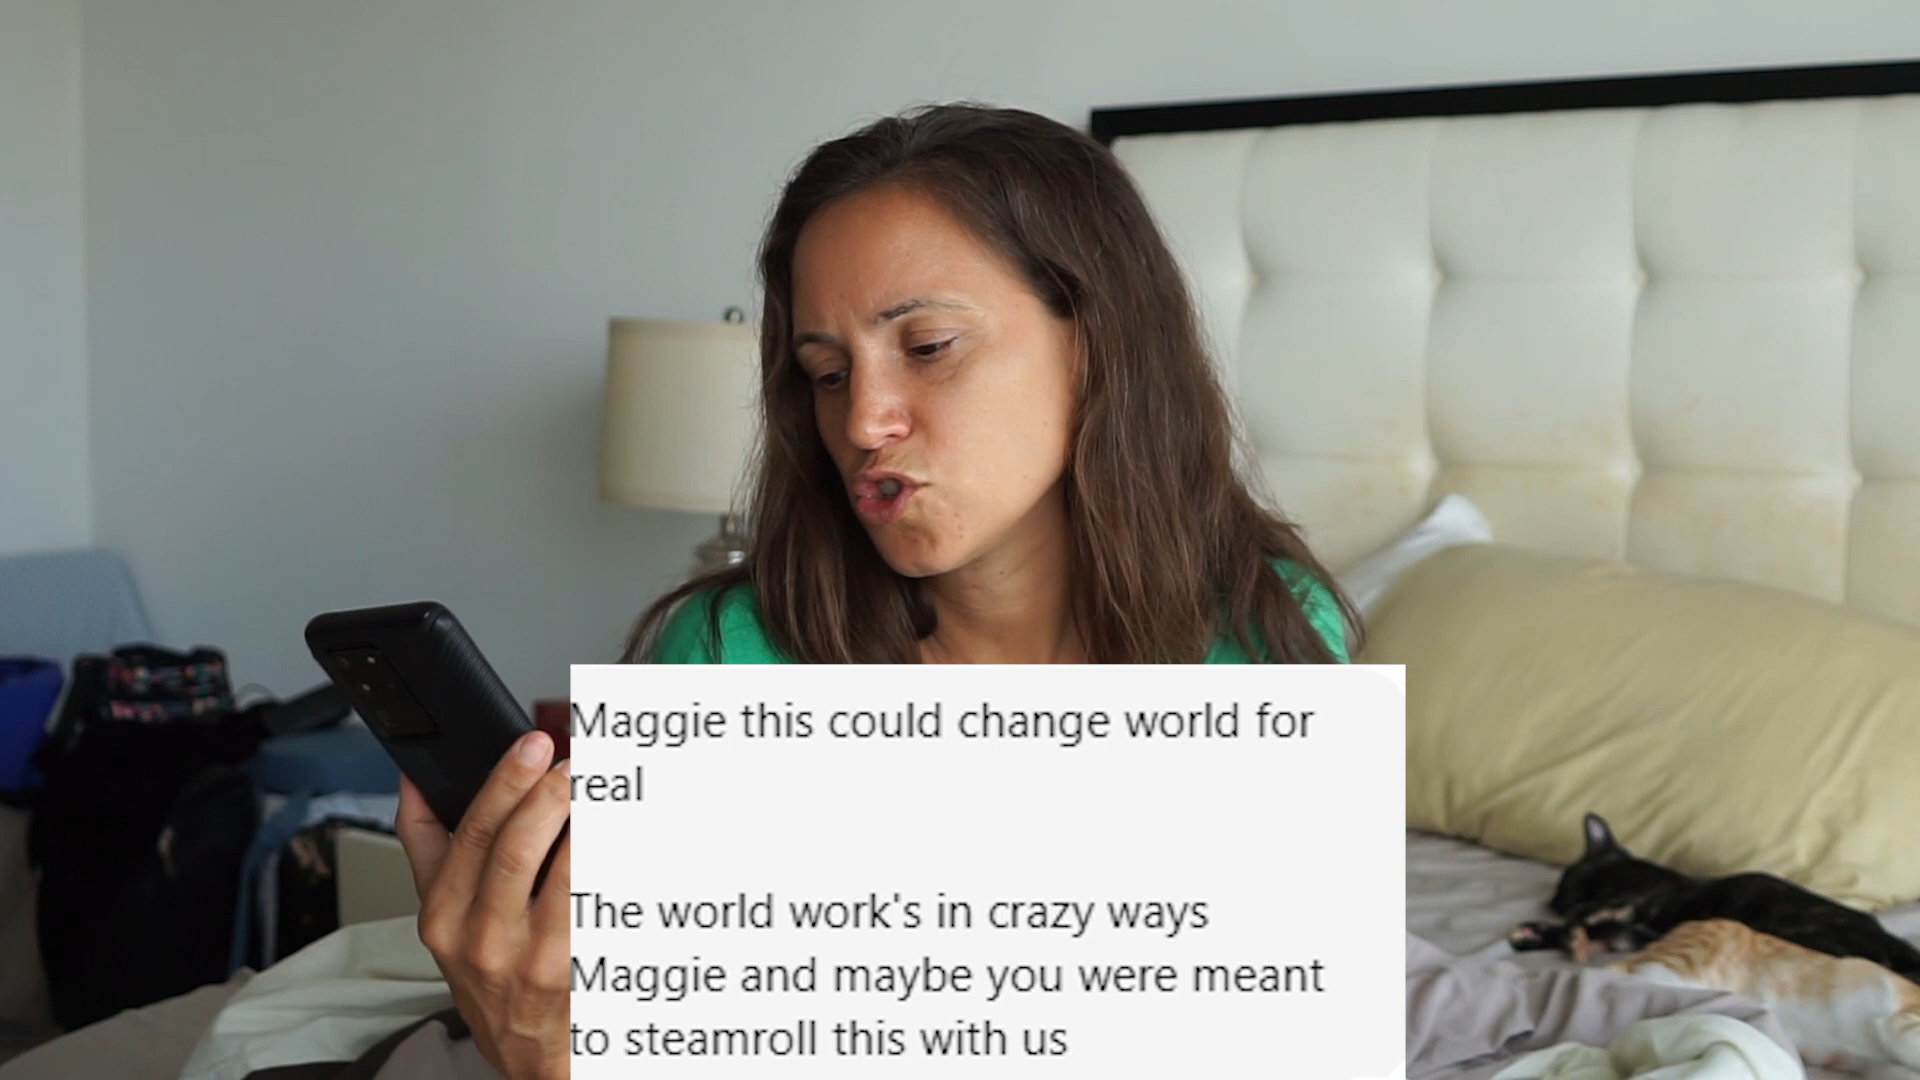 Maggie this could change world for
real
The world work's in crazy ways
Maggie and maybe you were meant
to steamroll this with us